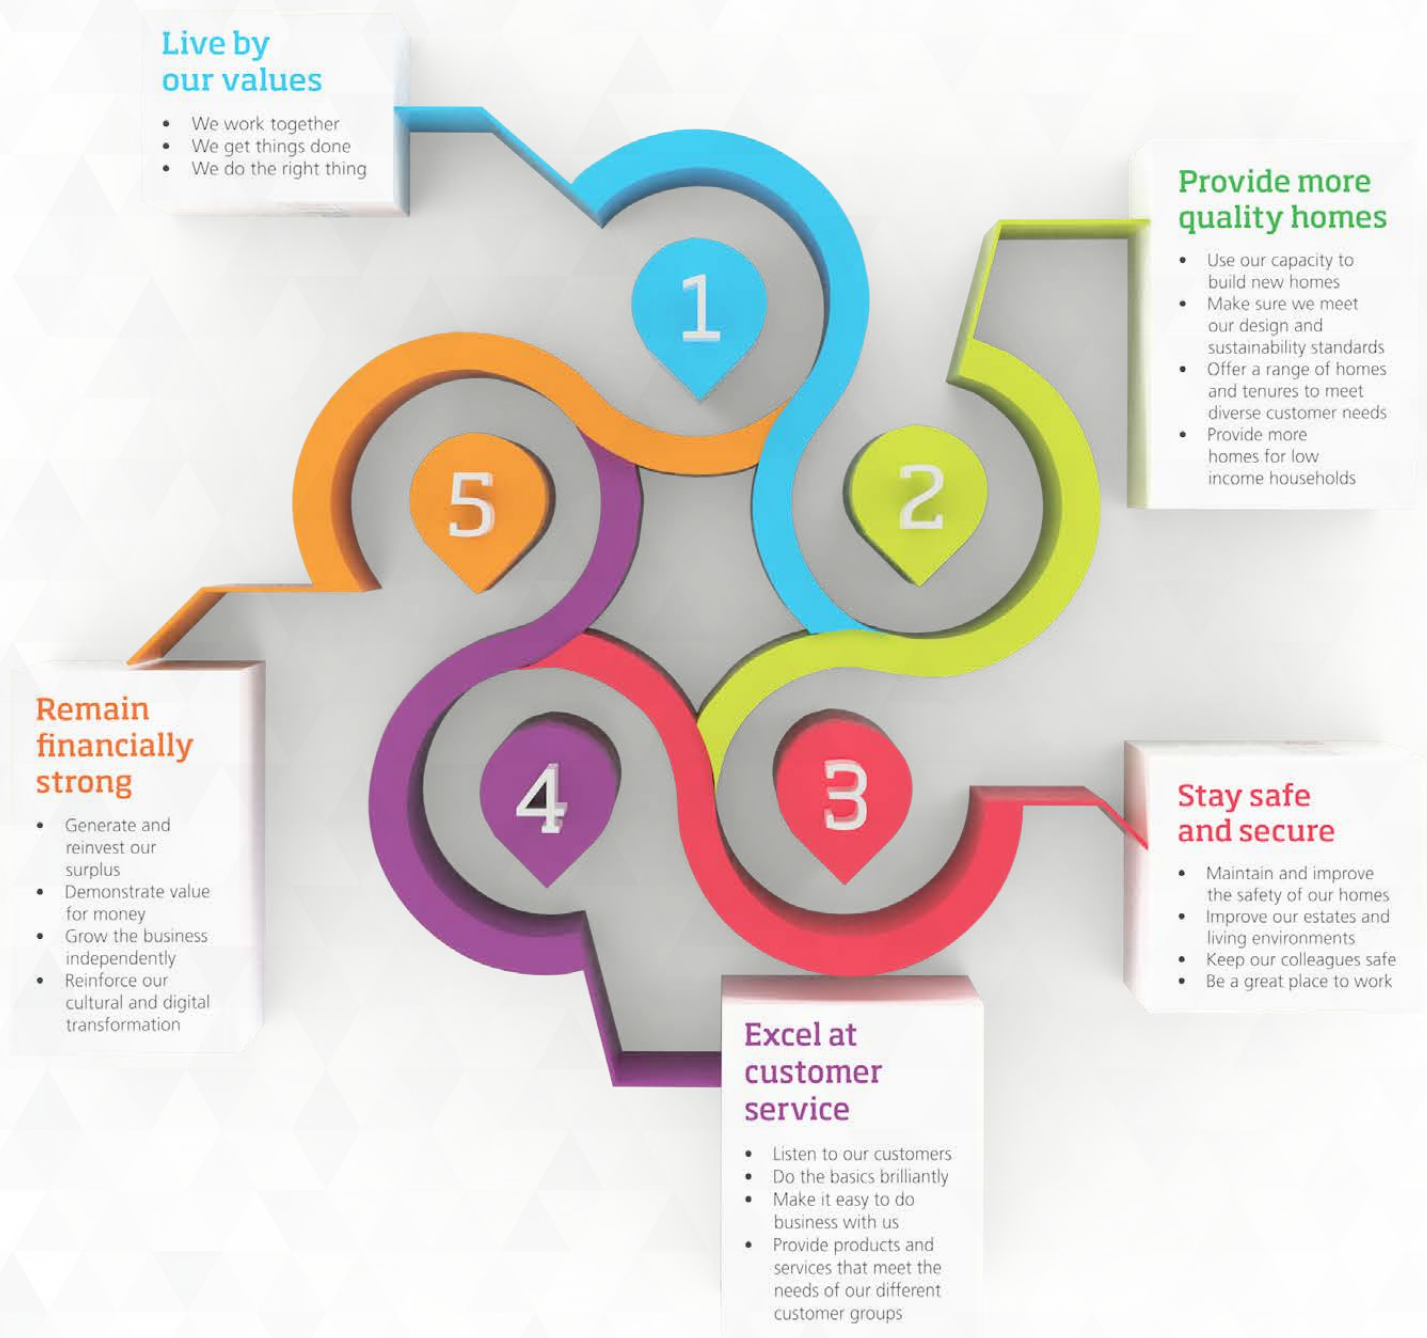 Live by
our values
• We work together
• We get things done
• We do the right thing
1
Provide more
quality homes
• Use our capacity to
build new homes
• Make sure we meet
our design and
sustainability standards
• Offer a range of homes
and tenures to meet
diverse customer needs
• Provide more
homes for low
income households
2
Stay safe
and secure
• Maintain and improve
the safety of our homes
• Improve our estates and
living environments
• Keep our colleagues safe
• Be a great place to work
3
Excel at
customer
service
• Listen to our customers
• Do the basics brilliantly
• Make it easy to do
business with us
• Provide products and
services that meet the
needs of our different
customer groups
4
Remain
financially
strong
• Generate and
reinvest our
surplus
• Demonstrate value
for money
• Grow the business
independently
• Reinforce our
cultural and digital
transformation
5